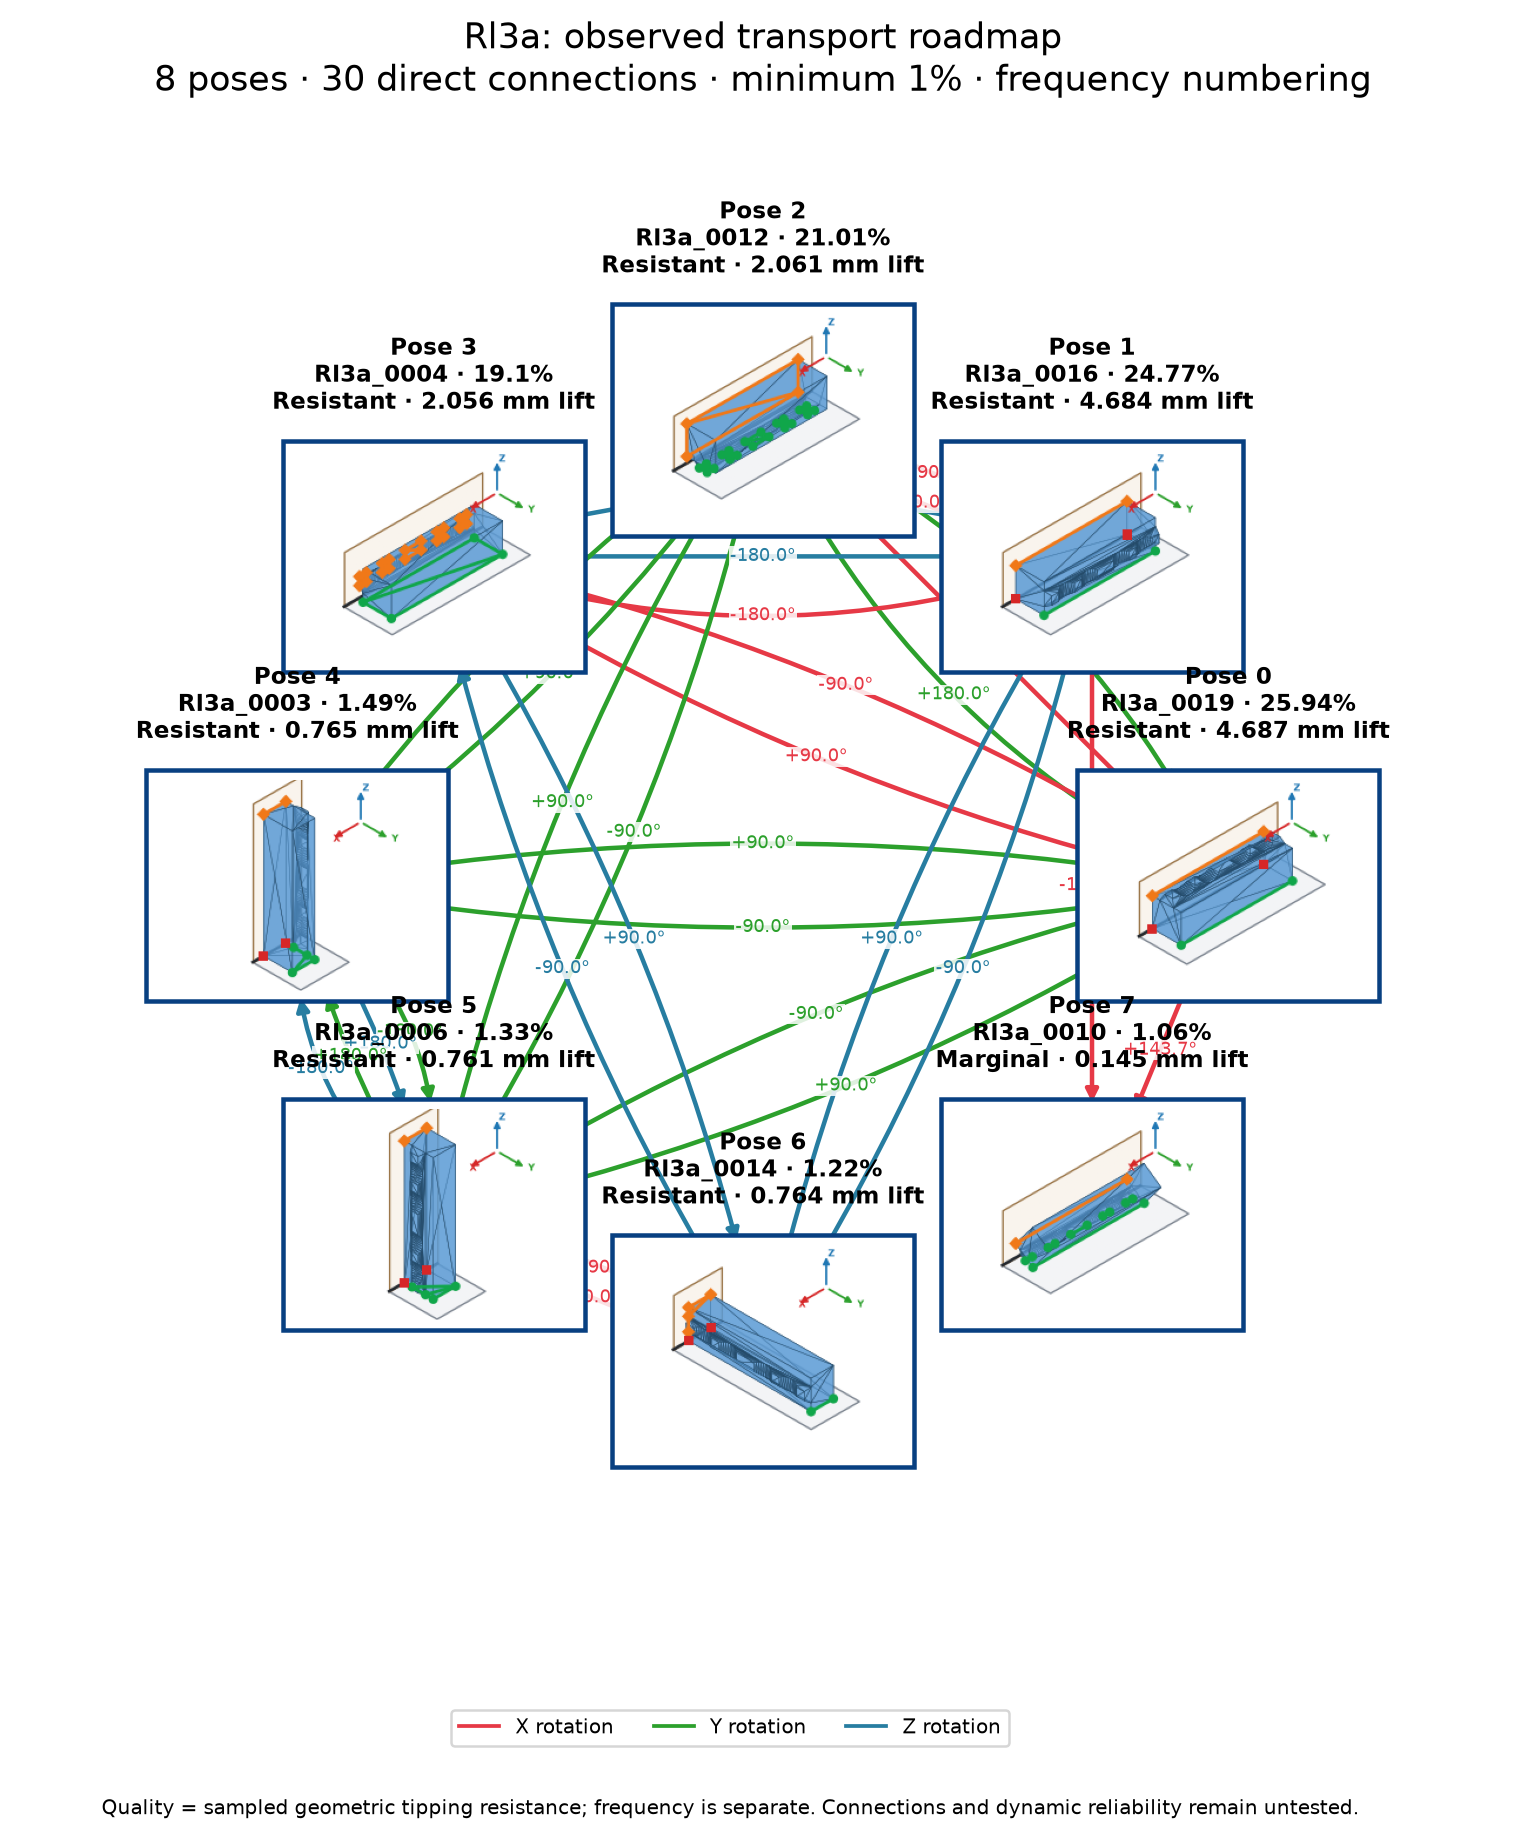 Rl3a: observed transport roadmap
8 poses · 30 direct connections · minimum 1% · frequency numbering
Pose 2
Rl3a_0012 · 21.01%
Resistant · 2.061 mm lift
Pose 3
Rl3a_0004 · 19.1%
Resistant · 2.056 mm lift
Pose 1
Rl3a_0016 · 24.77%
Resistant · 4.684 mm lift
-180.0°
-180.0°
Pose 4
Rl3a_0003 · 1.49%
Resistant · 0.765 mm lift
Pose 0
Rl3a_0019 · 25.94%
Resistant · 4.687 mm lift
-90.0°
+180.0°
+90.0°
+90.0°
-90.0°
+90.0°
-90.0°
+90.0°
-90.0°
+90.0°
-90.0°
Pose 5
Rl3a_0006 · 1.33%
Resistant · 0.761 mm lift
Pose 7
Rl3a_0010 · 1.06%
Marginal · 0.145 mm lift
-90.0°
+143.7°
+180.0°
+180.0°
-180.0°
+90.0°
Pose 6
Rl3a_0014 · 1.22%
Resistant · 0.764 mm lift
X rotation
Y rotation
Z rotation
Quality = sampled geometric tipping resistance; frequency is separate. Connections and dynamic reliability remain untested.